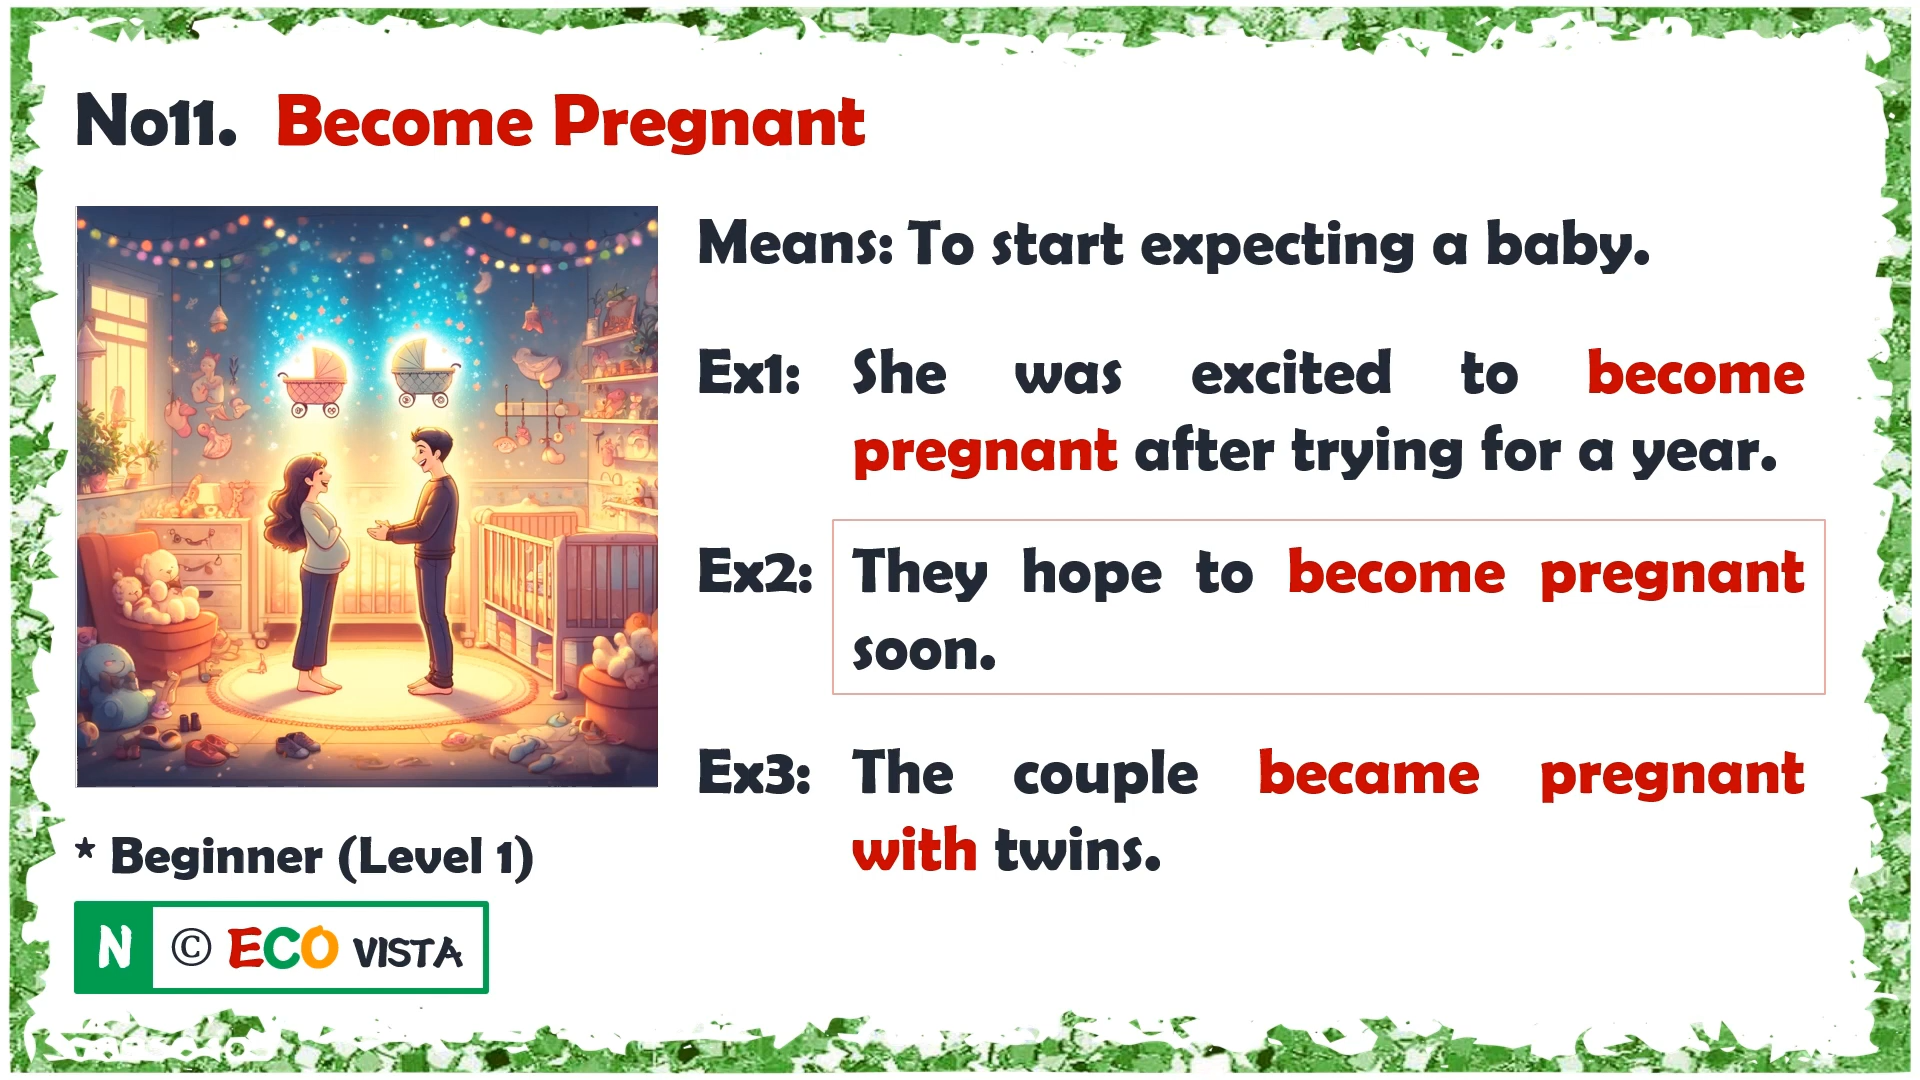 No11. Become Pregnant
Means: To start expecting a baby.
Ex1: She was excited to become
pregnant after trying for a year.
Ex2: They hope to become pregnant
soon.
Ex3: The couple became pregnant
with twins.
* Beginner (Level 1)
N © ECO VISTA